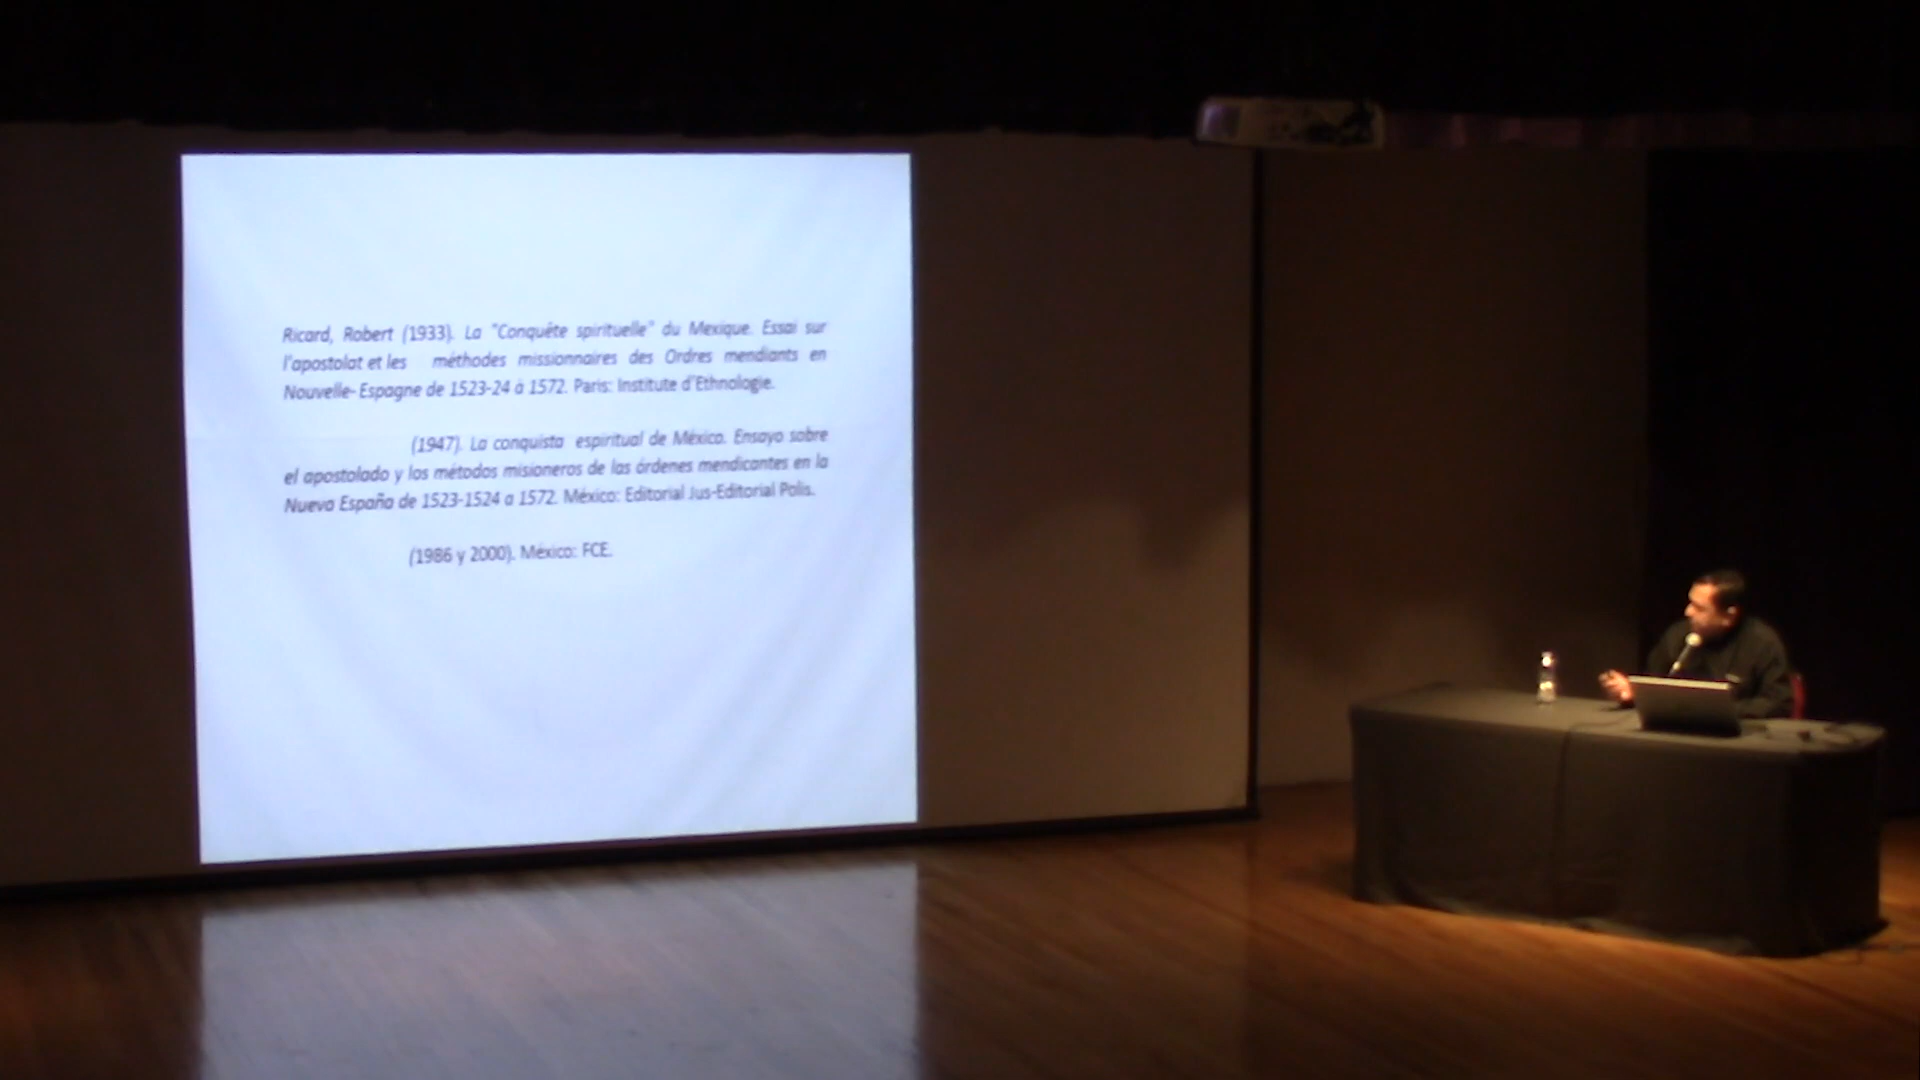 Ricard, Robert (1933). La "Conquête spirituelle" du Mexique. Essai sur
l'apostolat et les méthodes missionnaires des Ordres mendiants en
Nouvelle- Espagne de 1523-24 à 1572. Paris: Institute d'Ethnologie.
(1947). La conquista espiritual de México. Ensayo sobre
el apostolado y los métodos misioneros de las órdenes mendicantes en la
Nueva España de 1523-1524 a 1572. México: Editorial Jus-Editorial Polis.
(1986 y 2000). México: FCE.